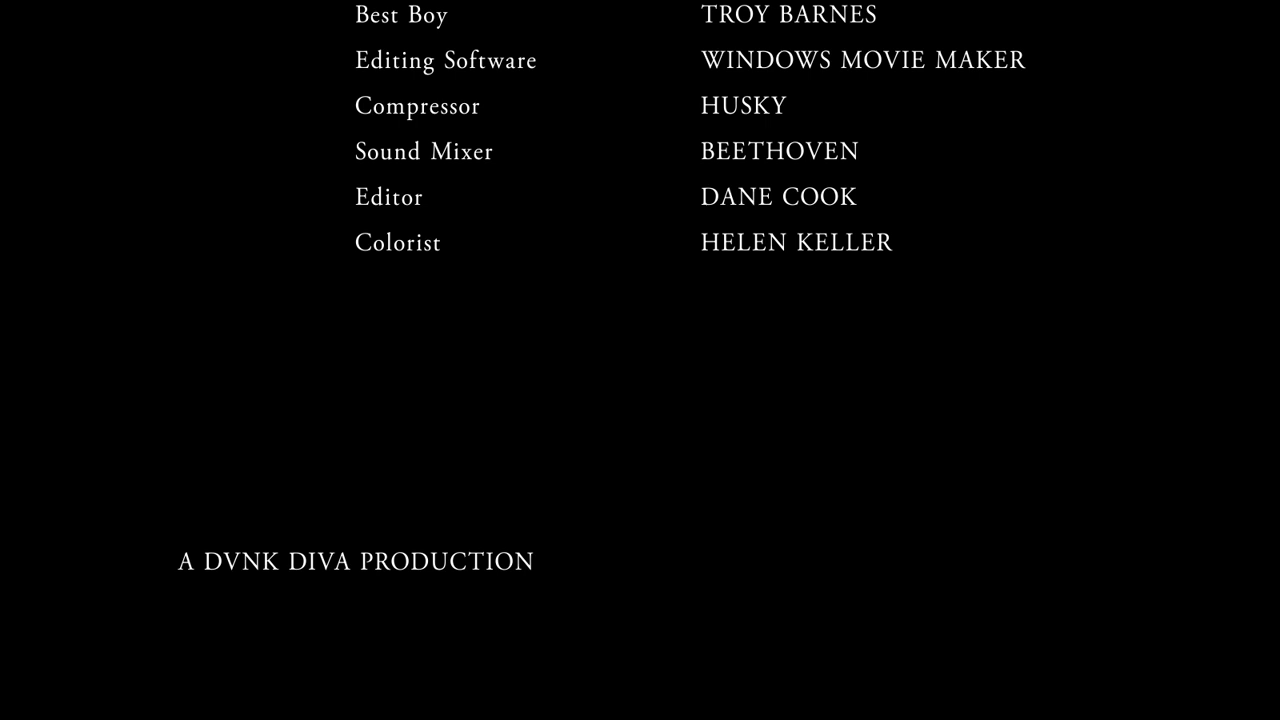 Best Boy TROY BARNES
Editing Software WINDOWS MOVIE MAKER
Compressor HUSKY
Sound Mixer BEETHOVEN
Editor DANE COOK
Colorist HELEN KELLER
A DVNK DIVA PRODUCTION